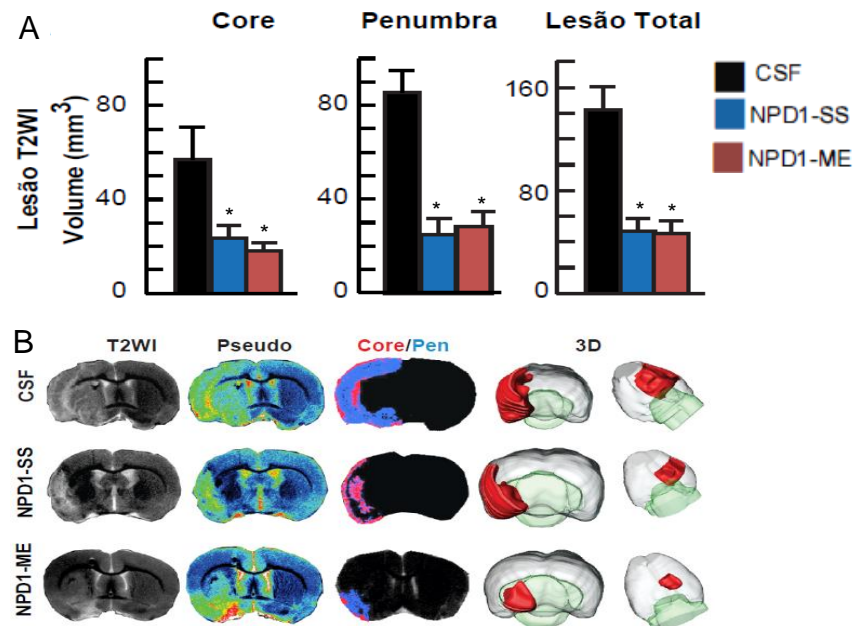 A
Core
Penumbra
Lesão Total
Lesão T2WI
Volume (mm³)
80
40
0
* *
80
40
0
* *
160
80
0
* *
CSF
NPD1-SS
NPD1-ME
B
T2WI
Pseudo
Core/Pen
3D
CSF
NPD1-SS
NPD1-ME